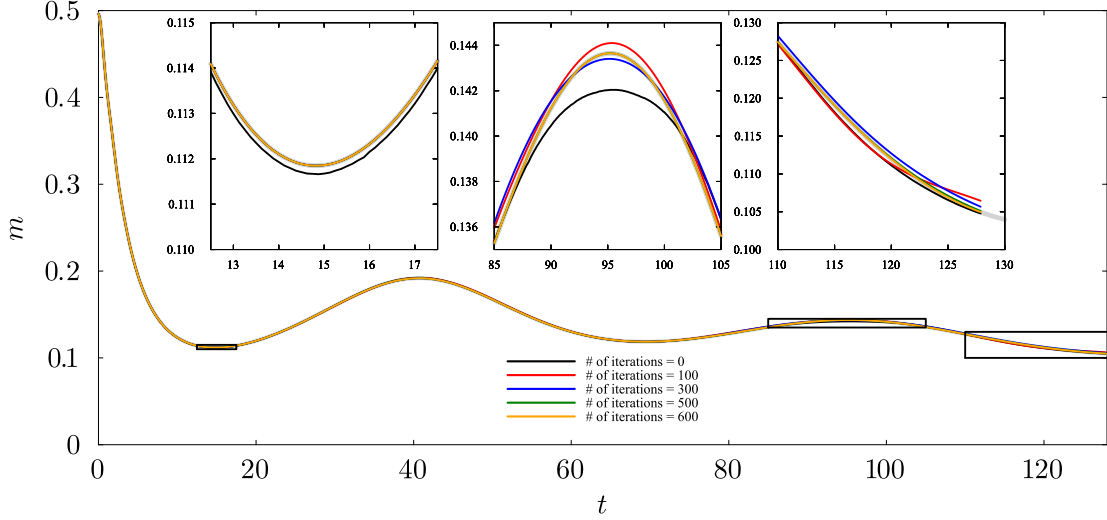 0.5
0.4
0.3
0.2
0.1
0
m
0 20 40 60 80 100 120
t
0.115
0.114
0.113
0.112
0.111
0.110
13 14 15 16 17
0.144
0.142
0.140
0.138
0.136
85 90 95 100 105
0.130
0.125
0.120
0.115
0.110
0.105
0.100
110 115 120 125 130
# of iterations = 0
# of iterations = 100
# of iterations = 300
# of iterations = 500
# of iterations = 600